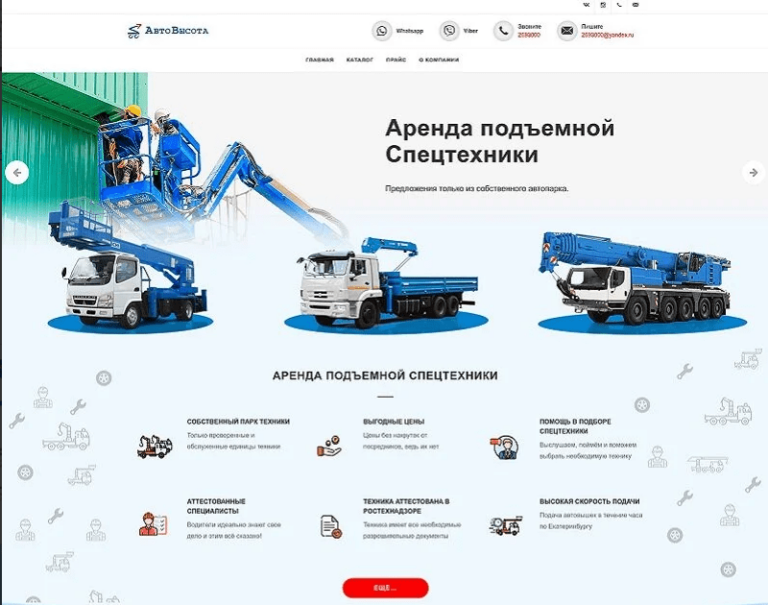 АвтоВысота
Whatsapp
Viber
Звоните
2030000
Пишите
2030000@yandex.ru
ГЛАВНАЯ КАТАЛОГ ПРАЙС О КОМПАНИИ
Аренда подъемной
Спецтехники
Предложения только из собственного автопарка.
АРЕНДА ПОДЪЕМНОЙ СПЕЦТЕХНИКИ
СОБСТВЕННЫЙ ПАРК ТЕХНИКИ
Только проверенные и
обслуженные единицы техники
ВЫГОДНЫЕ ЦЕНЫ
Цены без накруток от
посредников, ведь их нет
ПОМОЩЬ В ПОДБОРЕ
СПЕЦТЕХНИКИ
Выслушаем, поймём и поможем
выбрать необходимую технику
АТТЕСТОВАННЫЕ
СПЕЦИАЛИСТЫ
Водители идеально знают свое
дело и этим всё сказано!
ТЕХНИКА АТТЕСТОВАНА В
РОСТЕХНАДЗОРЕ
Техника имеет все необходимые
разрешительные документы
ВЫСОКАЯ СКОРОСТЬ ПОДАЧИ
Подача автовышек в течение часа
по Екатеринбургу
ЕЩЕ...